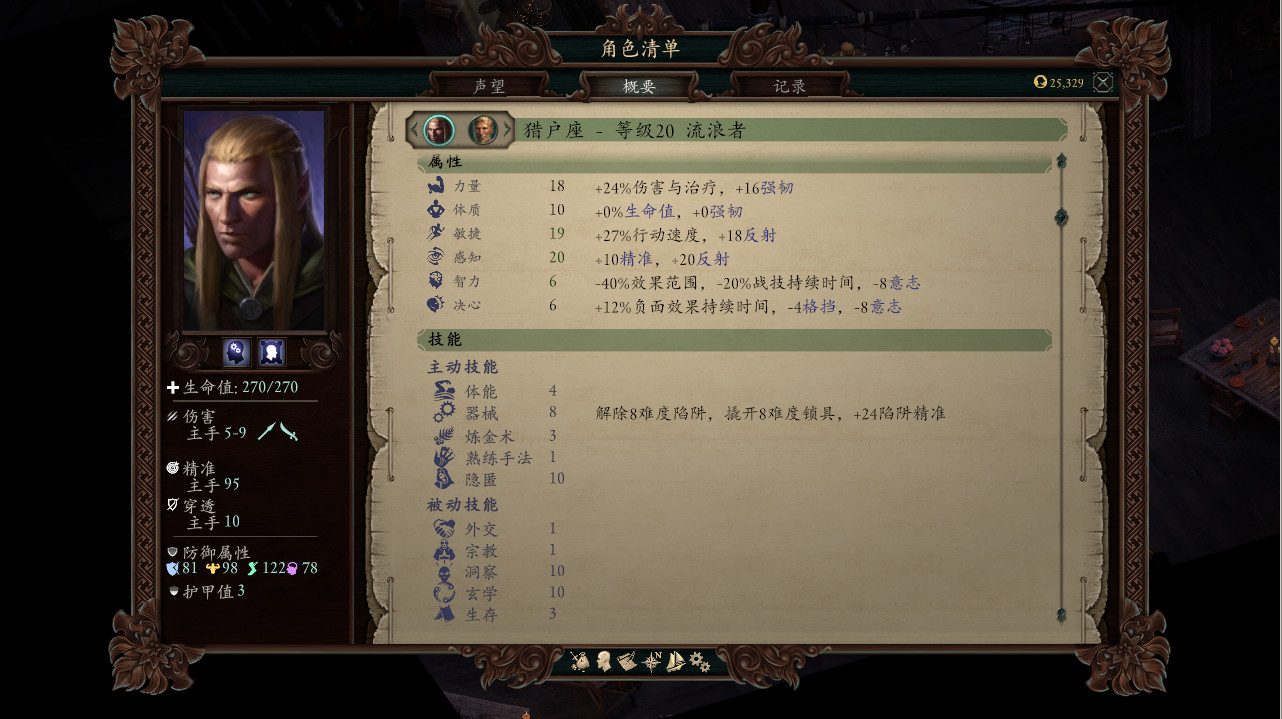 角色清单
声望 概要 记录 25,329
猎户座 - 等级20 流浪者
属性
力量 18 +24%伤害与治疗, +16强韧
体质 10 +0%生命值, +0强韧
敏捷 19 +27%行动速度, +18反射
感知 20 +10精准, +20反射
智力 6 -40%效果范围, -20%战技持续时间, -8意志
决心 6 +12%负面效果持续时间, -4格挡, -8意志
技能
主动技能
体能 4
器械 8 解除8难度陷阱, 撬开8难度锁具, +24陷阱精准
炼金术 3
熟练手法 1
隐匿 10
被动技能
外交 1
宗教 1
洞察 10
玄学 10
生存 3
生命值: 270/270
伤害
主手 5-9
精准
主手 95
穿透
主手 10
防御属性
81 98 122 78
护甲值 3
N